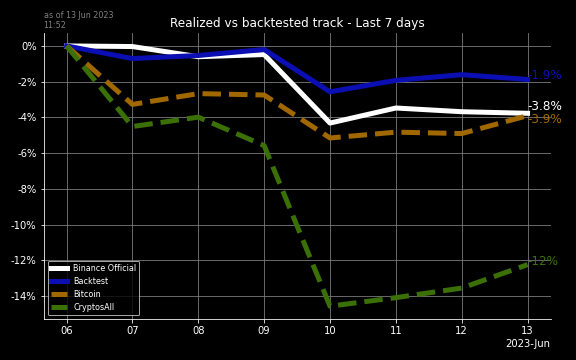 as of 13 Jun 2023
11:52
Realized vs backtested track - Last 7 days
0%
-2%
-4%
-6%
-8%
-10%
-12%
-14%
-1.9%
-3.8%
-3.9%
-12%
Binance Official
Backtest
Bitcoin
CryptosAll
06 07 08 09 10 11 12 13
2023-Jun